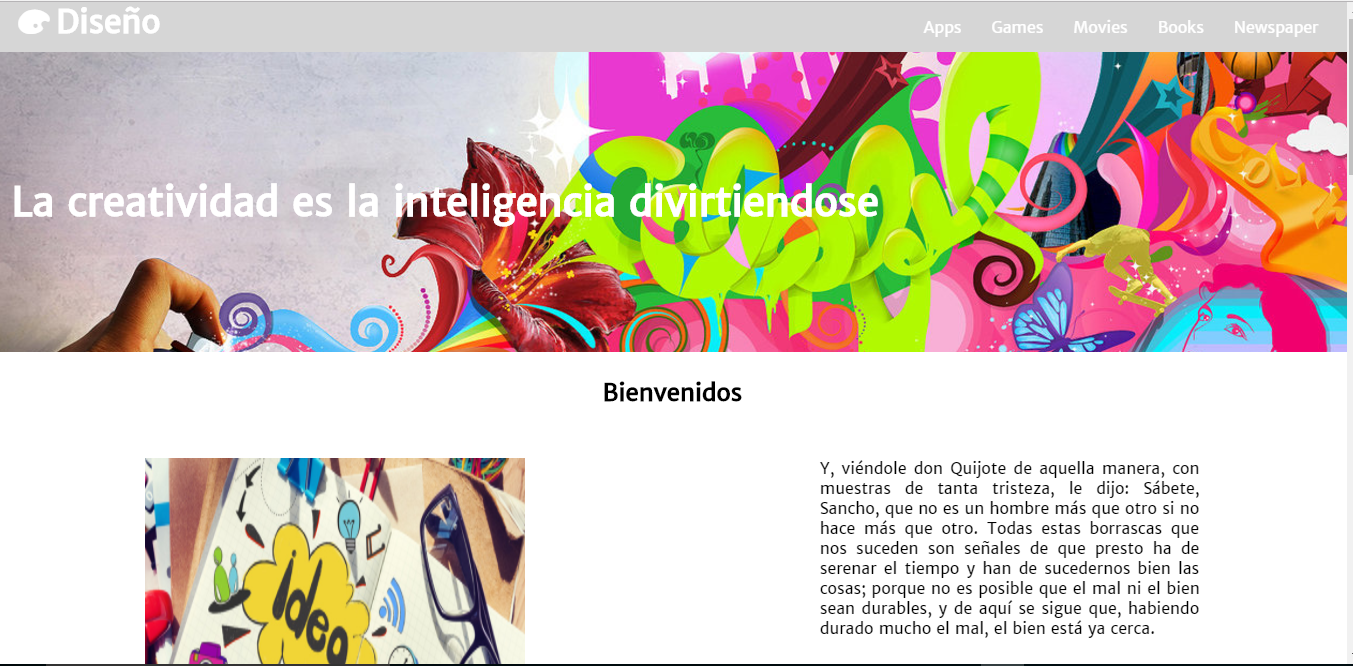 Diseño
Apps Games Movies Books Newspaper
La creatividad es la inteligencia divirtiendose
Bienvenidos
Idea
Y, viéndole don Quijote de aquella manera, con
muestras de tanta tristeza, le dijo: Sábete,
Sancho, que no es un hombre más que otro si no
hace más que otro. Todas estas borrascas que
nos suceden son señales de que presto ha de
serenar el tiempo y han de sucedernos bien las
cosas; porque no es posible que el mal ni el bien
sean durables, y de aquí se sigue que, habiendo
durado mucho el mal, el bien está ya cerca.